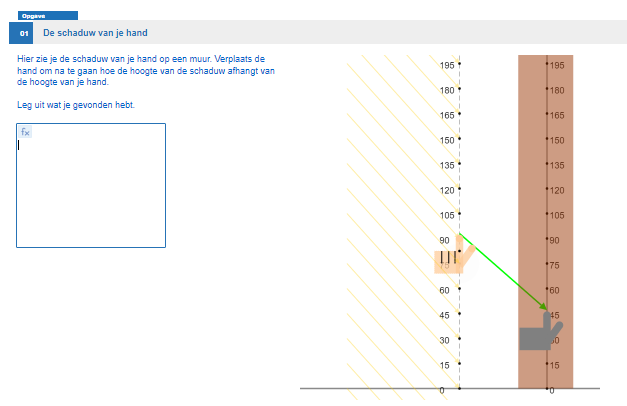 Opgave
01 De schaduw van je hand
Hier zie je de schaduw van je hand op een muur. Verplaats de
hand om na te gaan hoe de hoogte van de schaduw afhangt van
de hoogte van je hand.
Leg uit wat je gevonden hebt.
fx
195 195
180 180
165 165
150 150
135 135
120 120
105 105
90 90
75 75
60 60
45 45
30 30
15 15
0 0